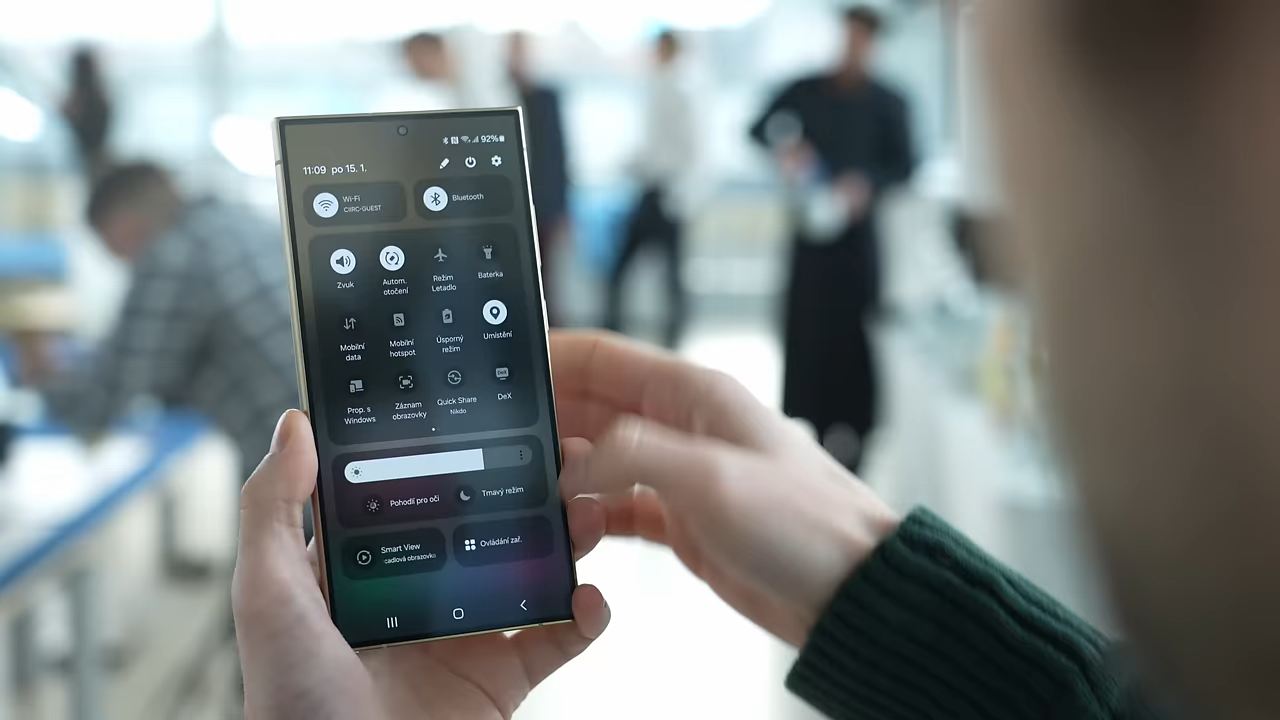 92%
11:09 po 15. 1.
Wi-Fi
CIIRC-GUEST
Bluetooth
Zvuk
Autom.
otočení
Režim
Letadlo
Baterka
Mobilní
data
Mobilní
hotspot
Úsporný
režim
Umístění
Prop. s
Windows
Záznam
obrazovky
Quick Share
Nikdo
DeX
Pohodlí pro oči
Tmavý režim
Smart View
cadlová obrazovka
Ovládání zař.